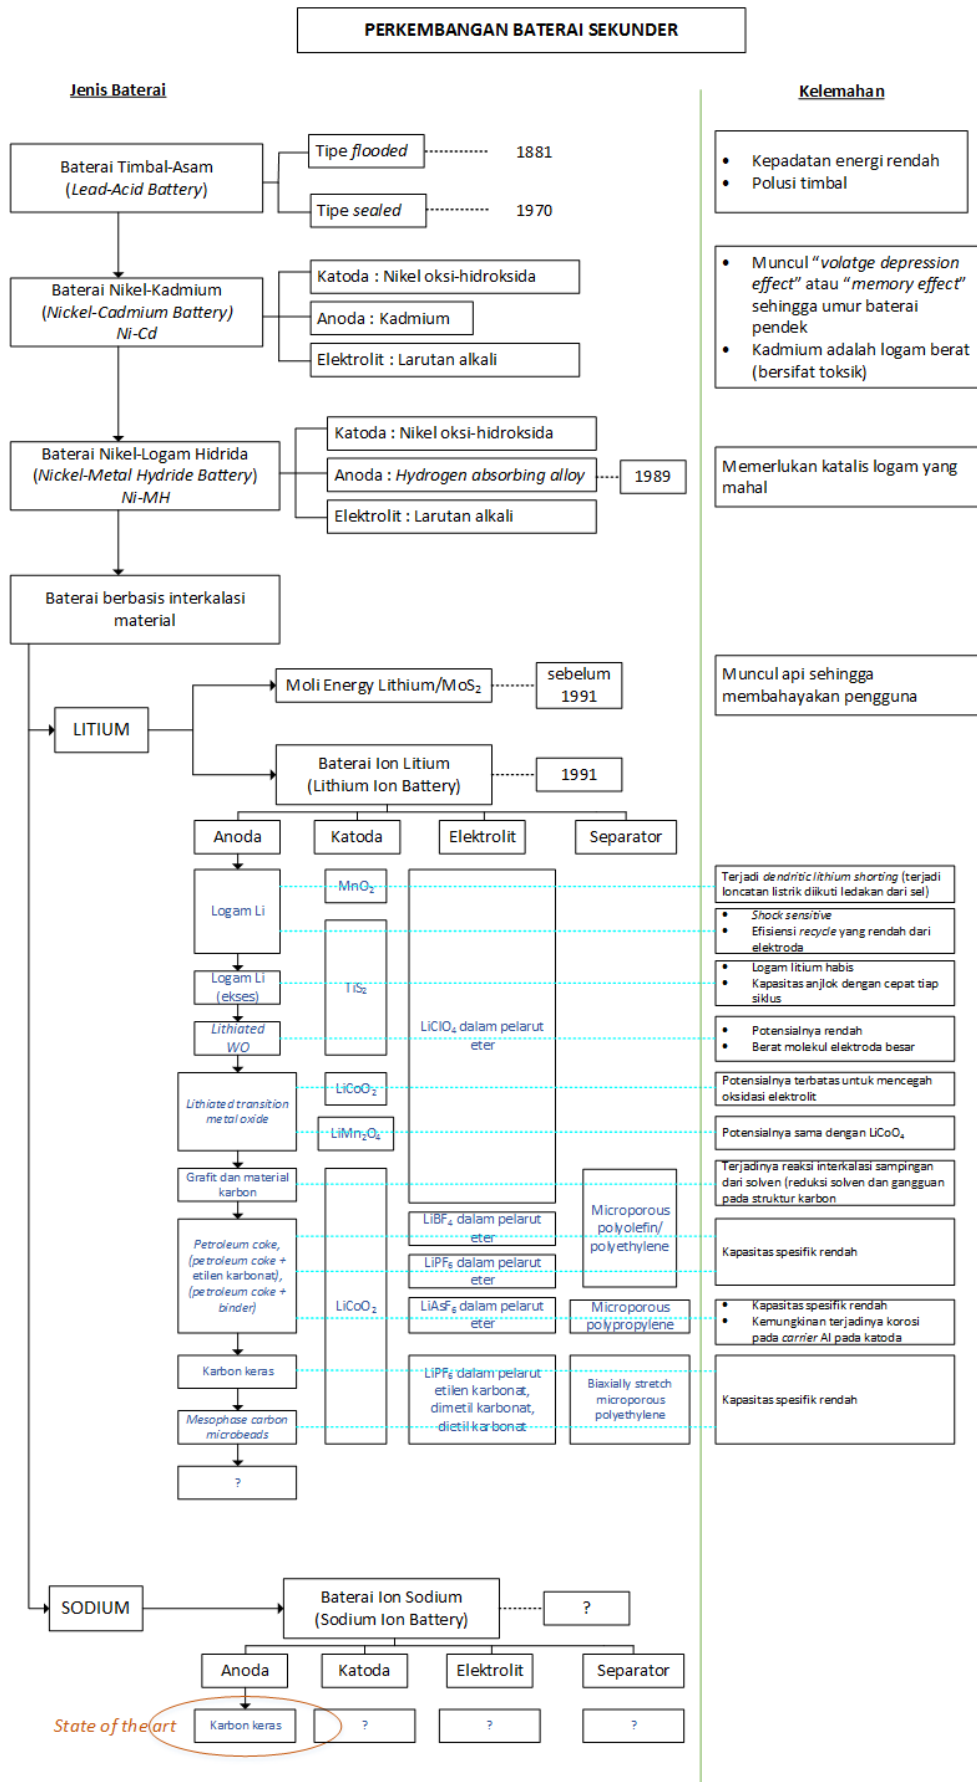 PERKEMBANGAN BATERAI SEKUNDER
Jenis Baterai
Kelemahan
Baterai Timbal-Asam
(Lead-Acid Battery)
Tipe flooded
1881
Tipe sealed
1970
• Kepadatan energi rendah
• Polusi timbal
Baterai Nikel-Kadmium
(Nickel-Cadmium Battery)
Ni-Cd
Katoda : Nikel oksi-hidroksida
Anoda : Kadmium
Elektrolit : Larutan alkali
• Muncul "volatge depression
effect" atau "memory effect"
sehingga umur baterai
pendek
• Kadmium adalah logam berat
(bersifat toksik)
Baterai Nikel-Logam Hidrida
(Nickel-Metal Hydride Battery)
Ni-MH
Katoda : Nikel oksi-hidroksida
Anoda : Hydrogen absorbing alloy
1989
Elektrolit : Larutan alkali
Memerlukan katalis logam yang
mahal
Baterai berbasis interkalasi
material
LITIUM
Moli Energy Lithium/MoS₂
sebelum
1991
Muncul api sehingga
membahayakan pengguna
Baterai Ion Litium
(Lithium Ion Battery)
1991
Anoda
Katoda
Elektrolit
Separator
Logam Li
MnO₂
Terjadi dendritic lithium shorting (terjadi
loncatan listrik diikuti ledakan dari sel)
• Shock sensitive
• Efisiensi recycle yang rendah dari
elektroda
Logam Li
(ekses)
TiS₂
• Logam litium habis
• Kapasitas anjlok dengan cepat tiap
siklus
Lithiated
WO
LiClO₄ dalam pelarut
eter
• Potensialnya rendah
• Berat molekul elektroda besar
Lithiated transition
metal oxide
LiCoO₂
Potensialnya terbatas untuk mencegah
oksidasi elektrolit
LiMn₂O₄
Potensialnya sama dengan LiCoO₄
Grafit dan material
karbon
Terjadinya reaksi interkalasi sampingan
dari solven (reduksi solven dan gangguan
pada struktur karbon
Petroleum coke,
(petroleum coke +
etilen karbonat),
(petroleum coke +
binder)
LiCoO₂
LiBF₄ dalam pelarut
eter
LiPF₆ dalam pelarut
eter
Microporous
polyolefin/
polyethylene
Kapasitas spesifik rendah
LiAsF₆ dalam pelarut
eter
Microporous
polypropylene
• Kapasitas spesifik rendah
• Kemungkinan terjadinya korosi
pada carrier Al pada katoda
Karbon keras
LiPF₆ dalam pelarut
etilen karbonat,
dimetil karbonat,
dietil karbonat
Biaxially stretch
microporous
polyethylene
Kapasitas spesifik rendah
Mesophase carbon
microbeads
?
SODIUM
Baterai Ion Sodium
(Sodium Ion Battery)
?
Anoda
Katoda
Elektrolit
Separator
State of the art
Karbon keras
?
?
?